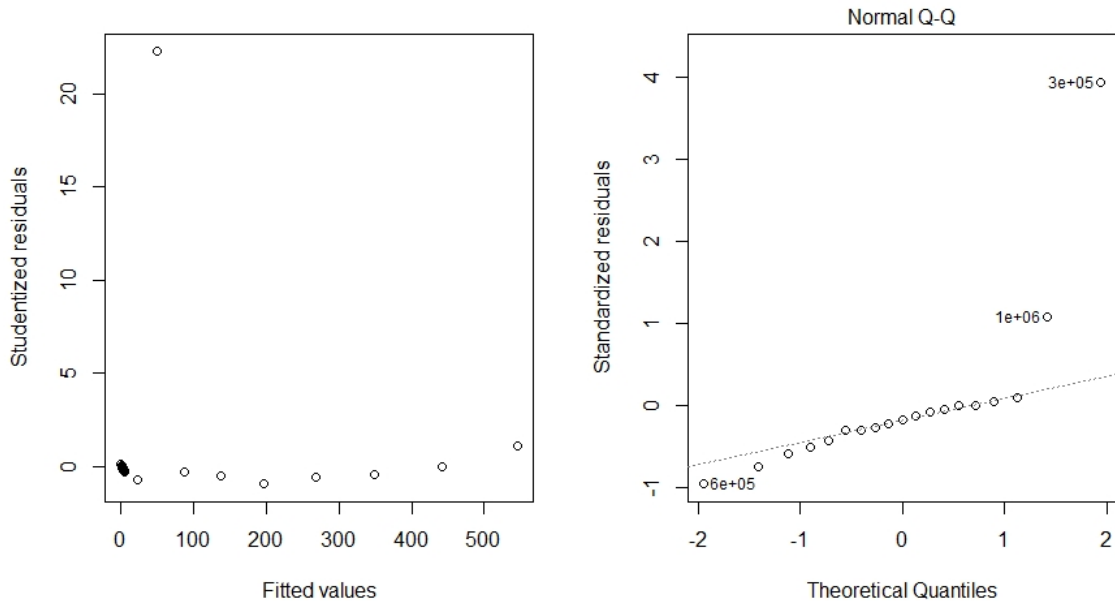 Studentized residuals
20
15
10
5
0
0 100 200 300 400 500
Fitted values
Normal Q-Q
Standardized residuals
4
3
2
1
0
-1
3e+05
1e+06
6e+05
-2 -1 0 1 2
Theoretical Quantiles